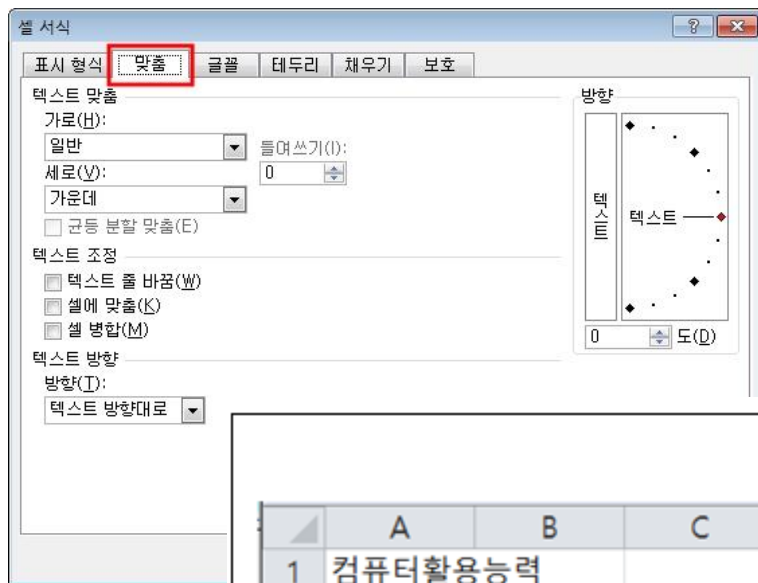 셀 서식
표시 형식 맞춤 글꼴 테두리 채우기 보호
텍스트 맞춤
가로(H):
일반
들여쓰기(I):
세로(V):
0
가운데
균등 분할 맞춤(E)
텍스트 조정
텍스트 줄 바꿈(W)
셀에 맞춤(K)
셀 병합(M)
텍스트 방향
방향(T):
텍스트 방향대로
방향
텍스트
텍스트
0 도(D)
A B C
1 컴퓨터활용능력